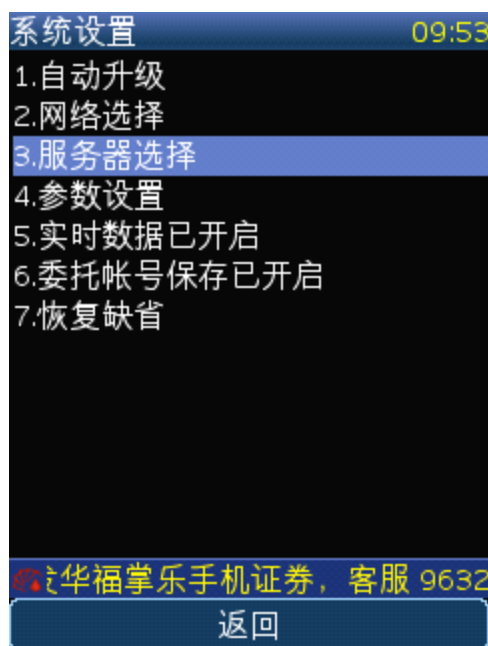 系统设置 09:53
1.自动升级
2.网络选择
3.服务器选择
4.参数设置
5.实时数据已开启
6.委托帐号保存已开启
7.恢复缺省
华福掌乐手机证券，客服 9632
返回